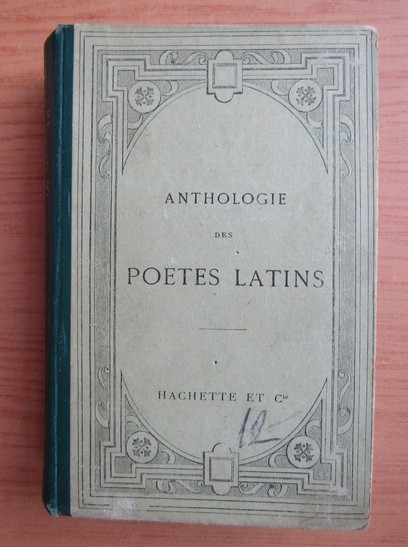 ANTHOLOGIE
DES
POETES LATINS
HACHETTE ET Cie
12-